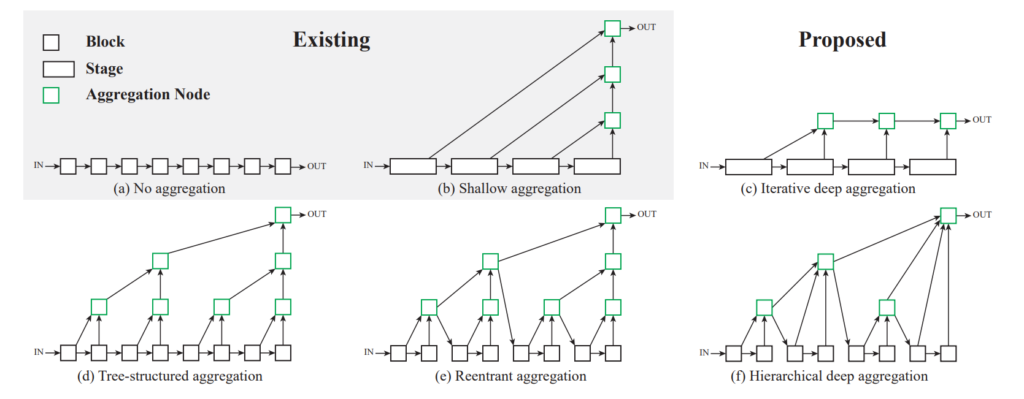 Existing
Proposed
Block
Stage
Aggregation Node
OUT
IN
OUT
(a) No aggregation
IN
(b) Shallow aggregation
OUT
IN
(c) Iterative deep aggregation
OUT
IN
(d) Tree-structured aggregation
OUT
IN
(e) Reentrant aggregation
OUT
IN
(f) Hierarchical deep aggregation